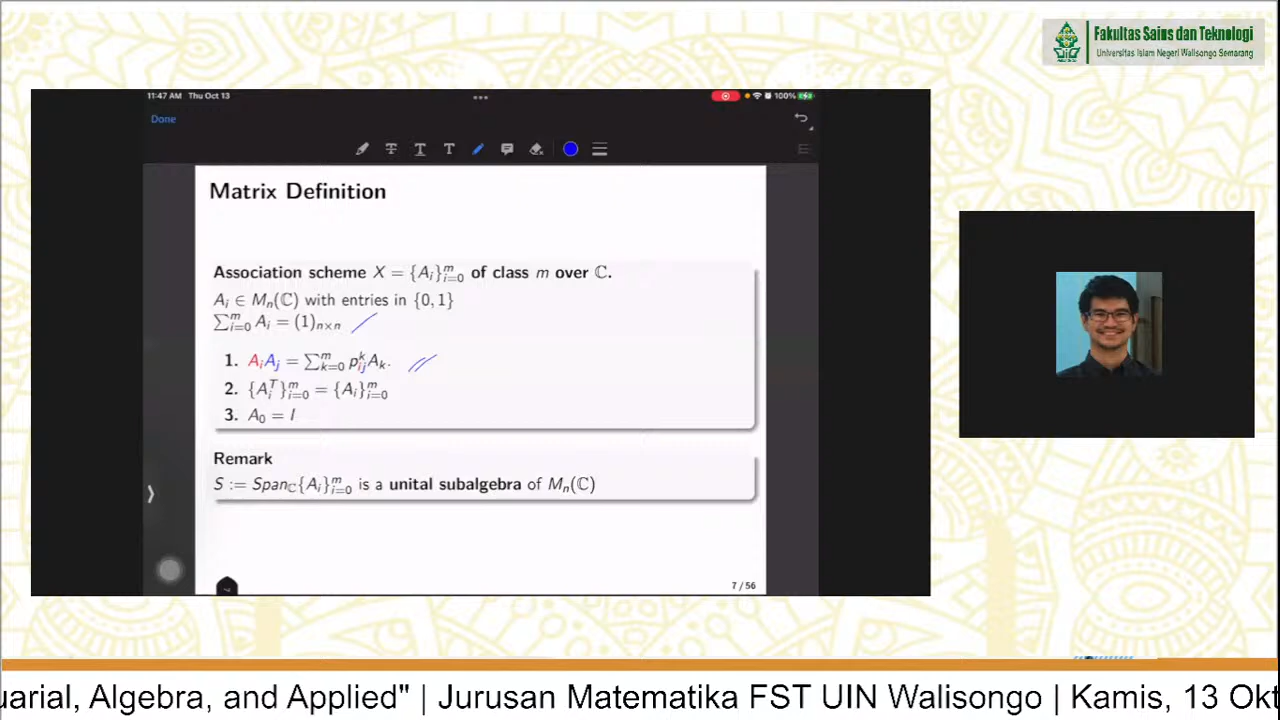 Fakultas Sains dan Teknologi
Universitas Islam Negeri Walisongo Semarang
11:47 AM Thu Oct 13
100%
Done
T T T
Matrix Definition
Association scheme X = {A_i}_{i=0}^m of class m over ℂ.
A_i ∈ M_n(ℂ) with entries in {0,1}
∑_{i=0}^m A_i = (1)_{n×n}
1. A_iA_j = ∑_{k=0}^m p_{ij}^k A_k.
2. {A_i^T}_{i=0}^m = {A_i}_{i=0}^m
3. A_0 = I
Remark
S := Span_ℂ{A_i}_{i=0}^m is a unital subalgebra of M_n(ℂ)
7 / 56
uarial, Algebra, and Applied" | Jurusan Matematika FST UIN Walisongo | Kamis, 13 Okt